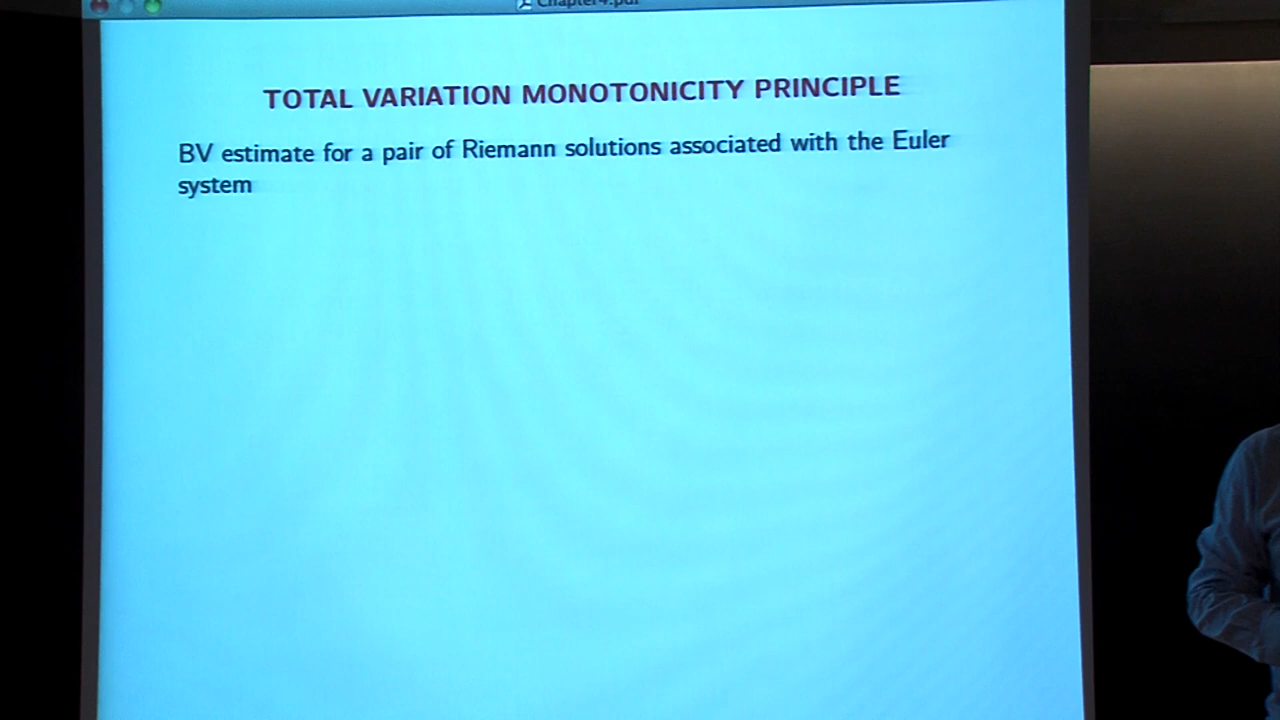 Chapter4.pdf
TOTAL VARIATION MONOTONICITY PRINCIPLE
BV estimate for a pair of Riemann solutions associated with the Euler
system